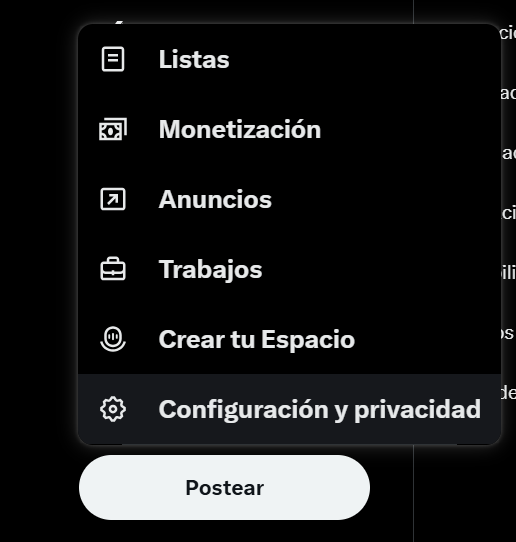 Listas
Monetización
Anuncios
Trabajos
Crear tu Espacio
Configuración y privacidad
Postear